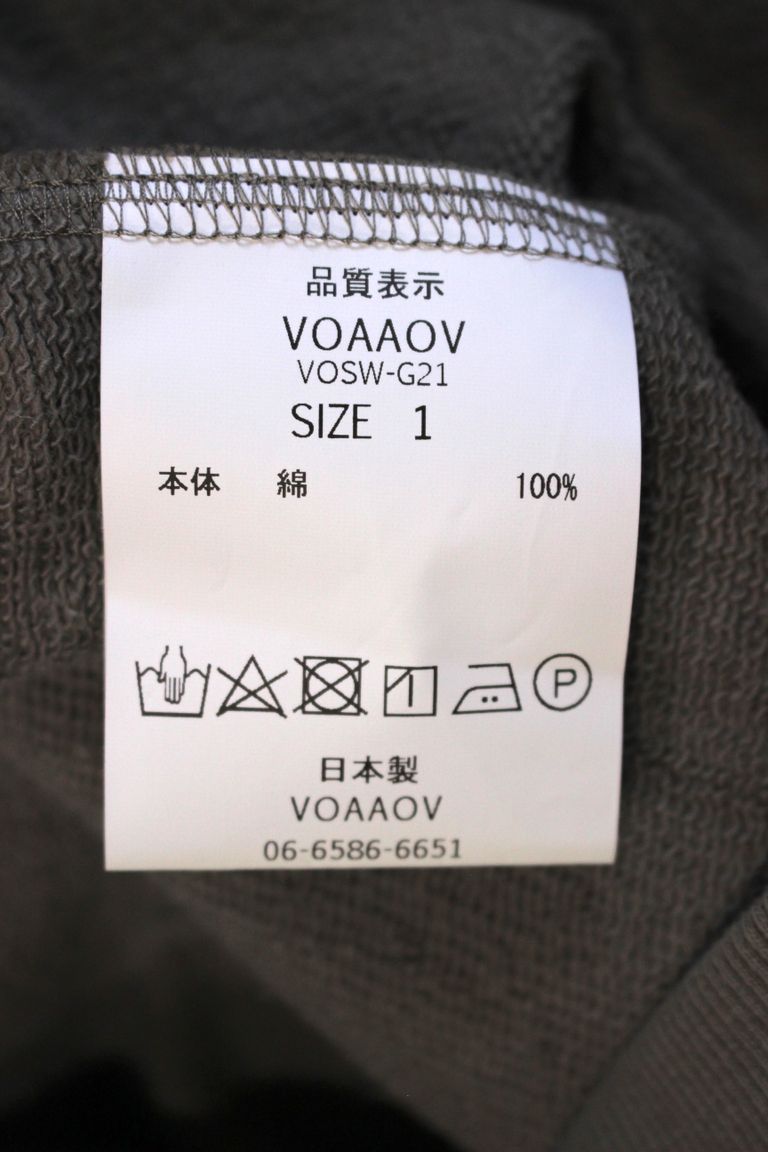 品質表示
VOAAOV
VOSW-G21
SIZE 1
本体 綿 100%
P
日本製
VOAAOV
06-6586-6651